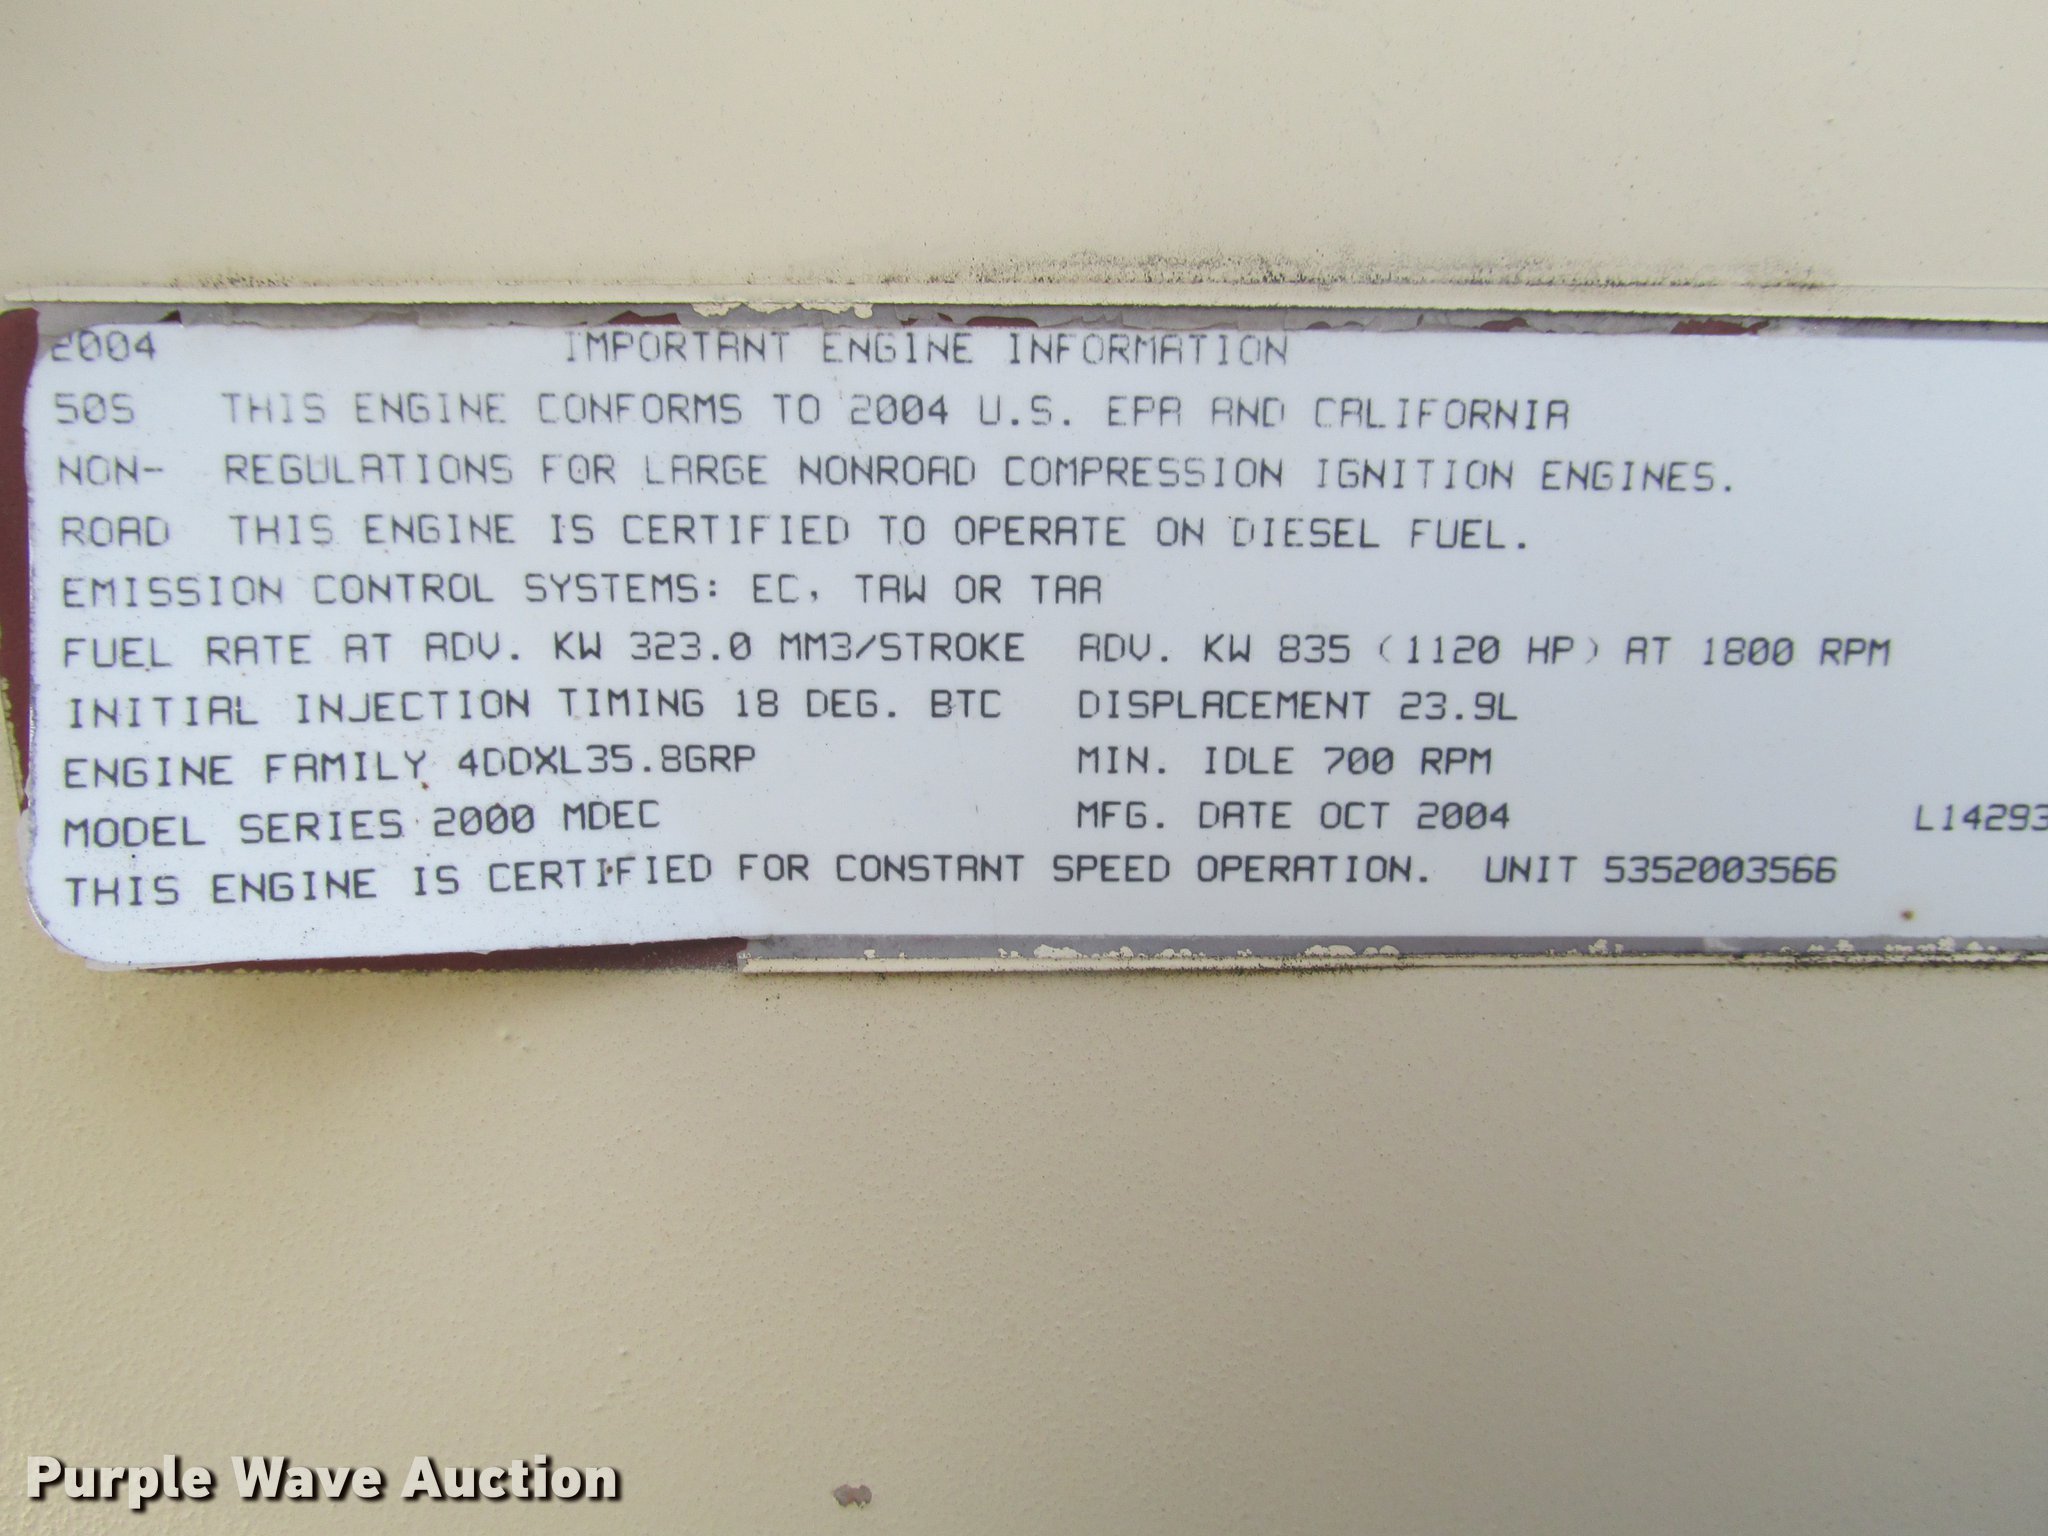 2004 IMPORTANT ENGINE INFORMATION
50S THIS ENGINE CONFORMS TO 2004 U.S. EPA AND CALIFORNIA
NON- REGULATIONS FOR LARGE NONROAD COMPRESSION IGNITION ENGINES.
ROAD THIS ENGINE IS CERTIFIED TO OPERATE ON DIESEL FUEL.
EMISSION CONTROL SYSTEMS: EC, TAW OR TAA
FUEL RATE AT ADV. KW 323.0 MM3/STROKE ADV. KW 835 (1120 HP) AT 1800 RPM
INITIAL INJECTION TIMING 18 DEG. BTC DISPLACEMENT 23.9L
ENGINE FAMILY 4DDXL35.8GRP MIN. IDLE 700 RPM
MODEL SERIES 2000 MDEC MFG. DATE OCT 2004 L14293
THIS ENGINE IS CERTIFIED FOR CONSTANT SPEED OPERATION. UNIT 5352003566
Purple Wave Auction